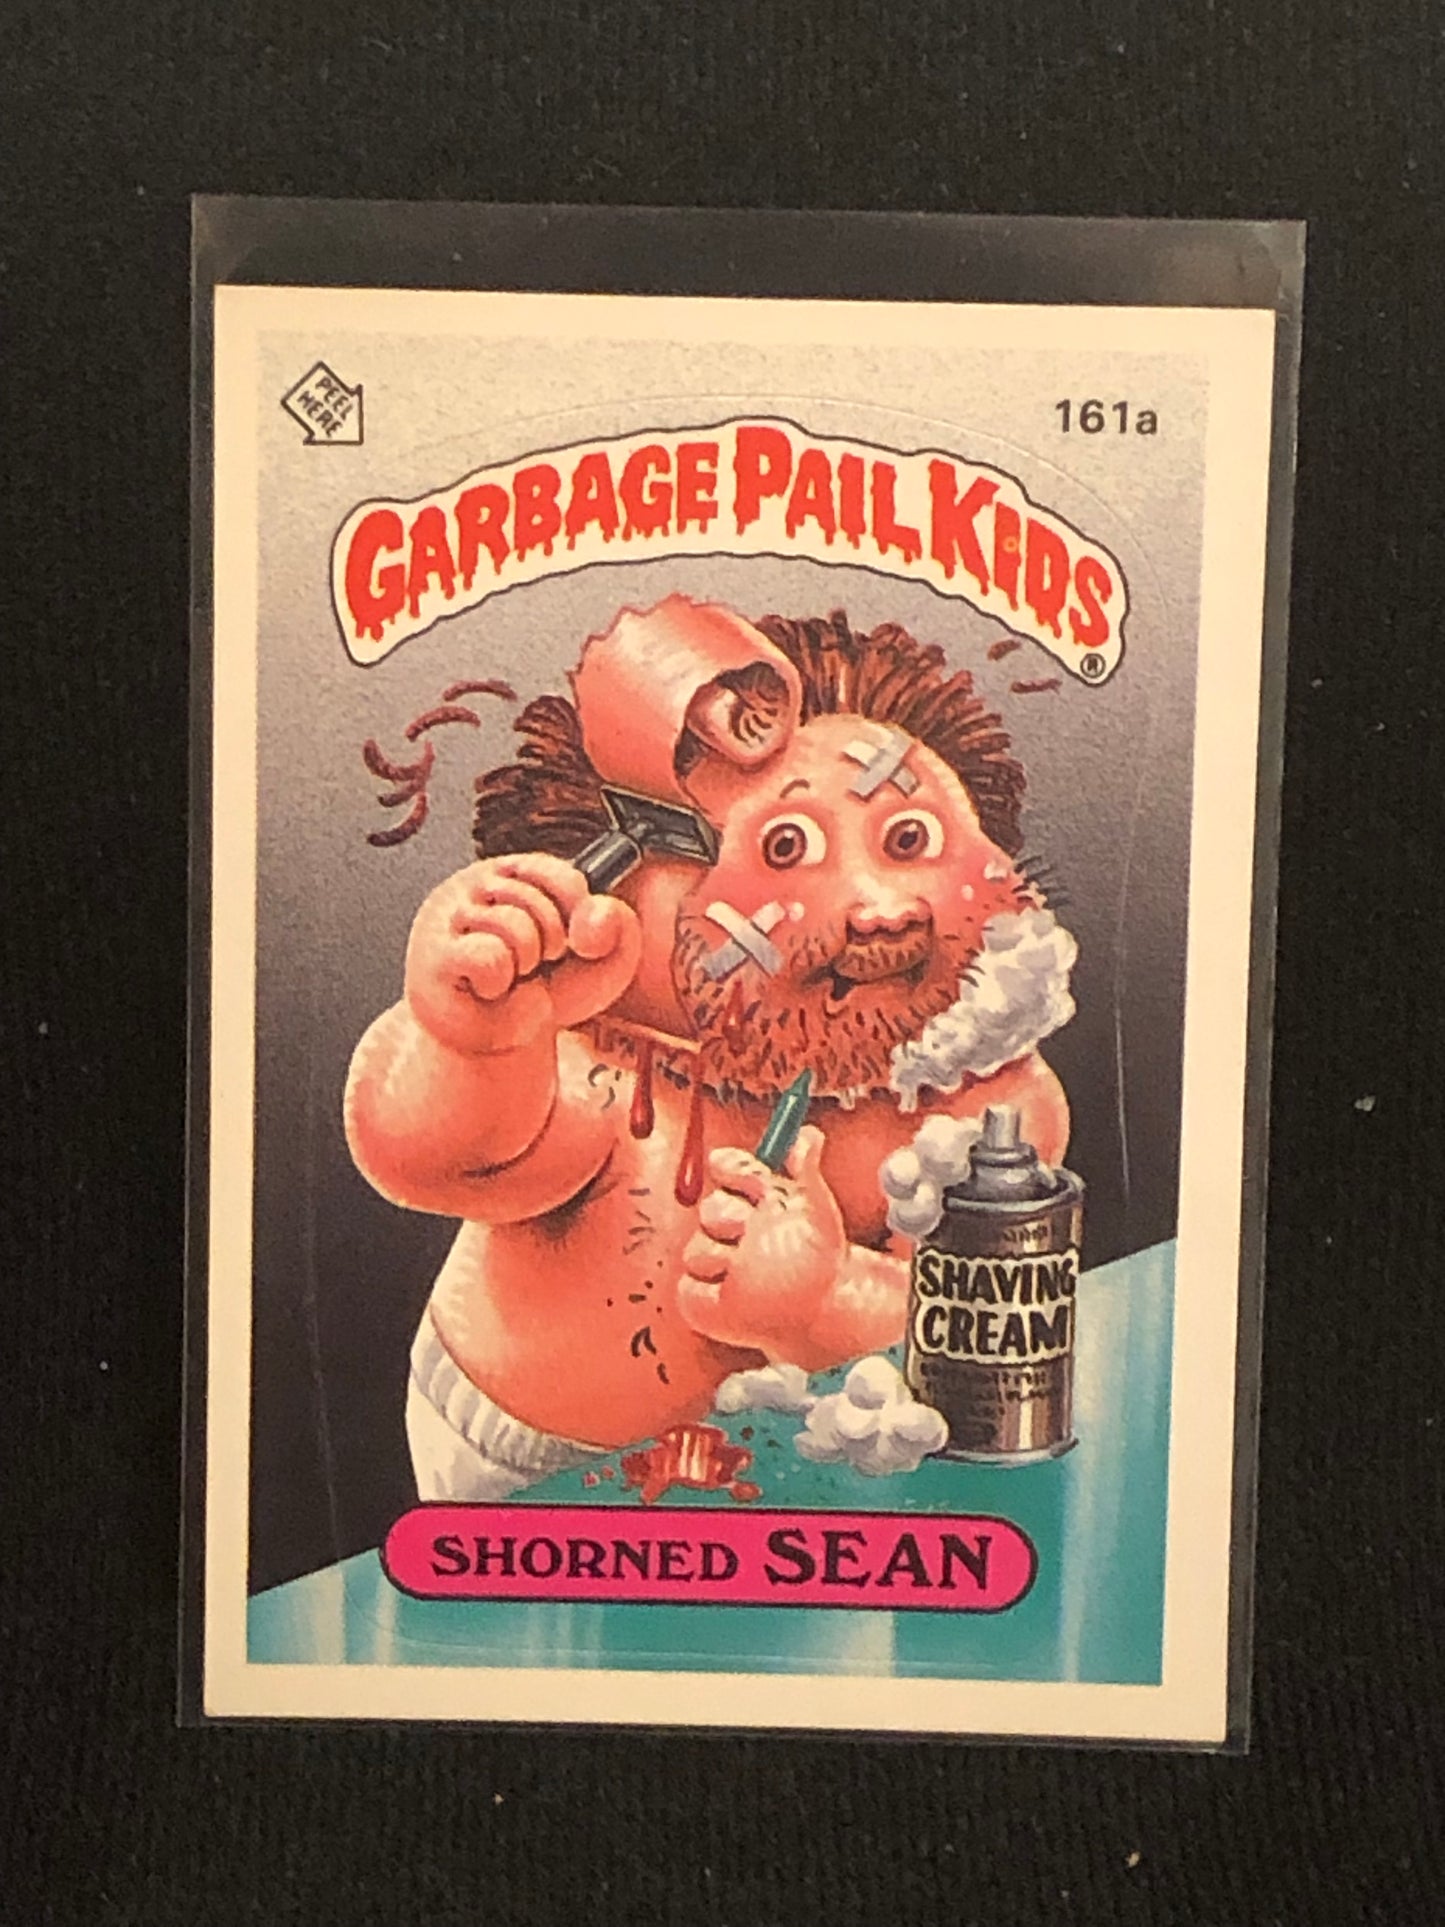 PEEL
HERE
161a
GARBAGE PAIL KIDS
®
SHAVING
CREAM
SHORNED SEAN